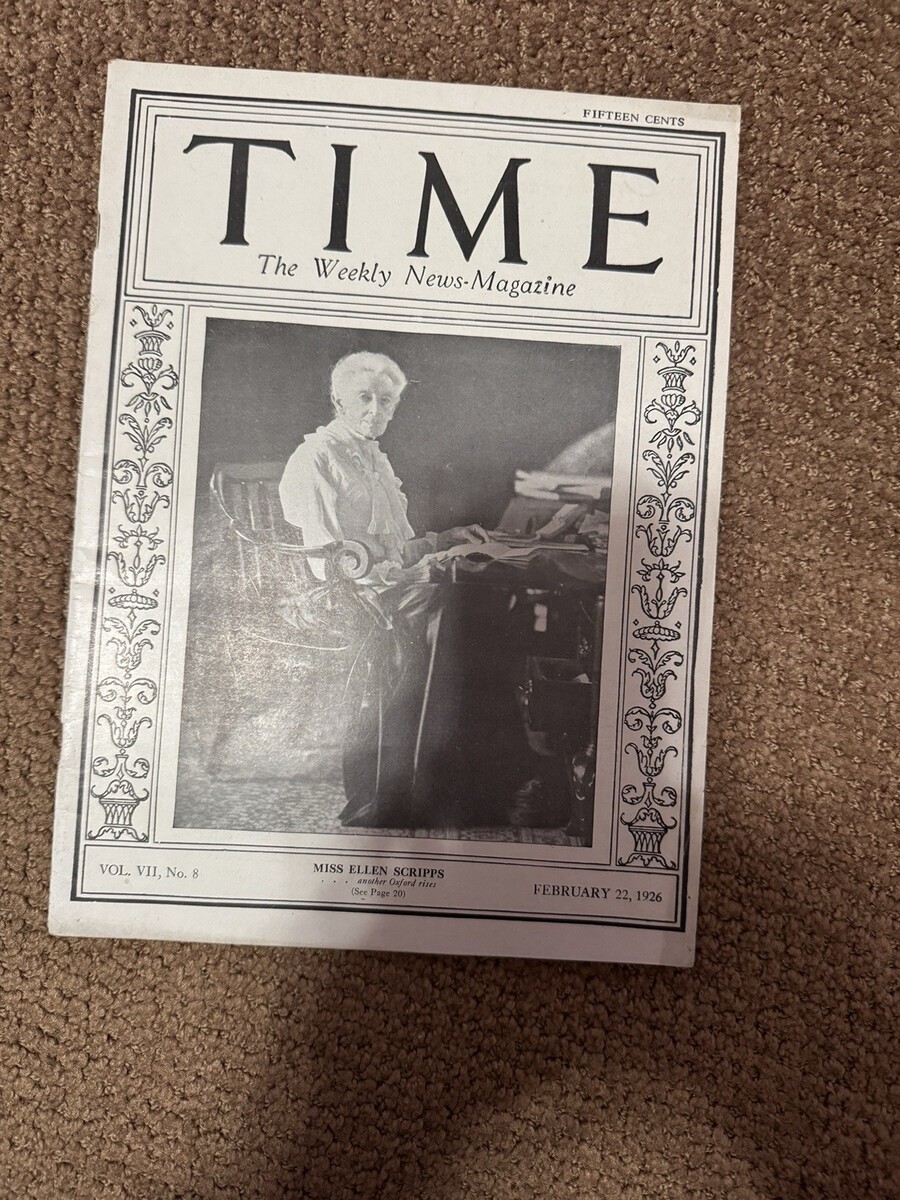 FIFTEEN CENTS
TIME
The Weekly News-Magazine
VOL. VII, No. 8
MISS ELLEN SCRIPPS
. . . another Oxford rises
(See Page 20)
FEBRUARY 22, 1926